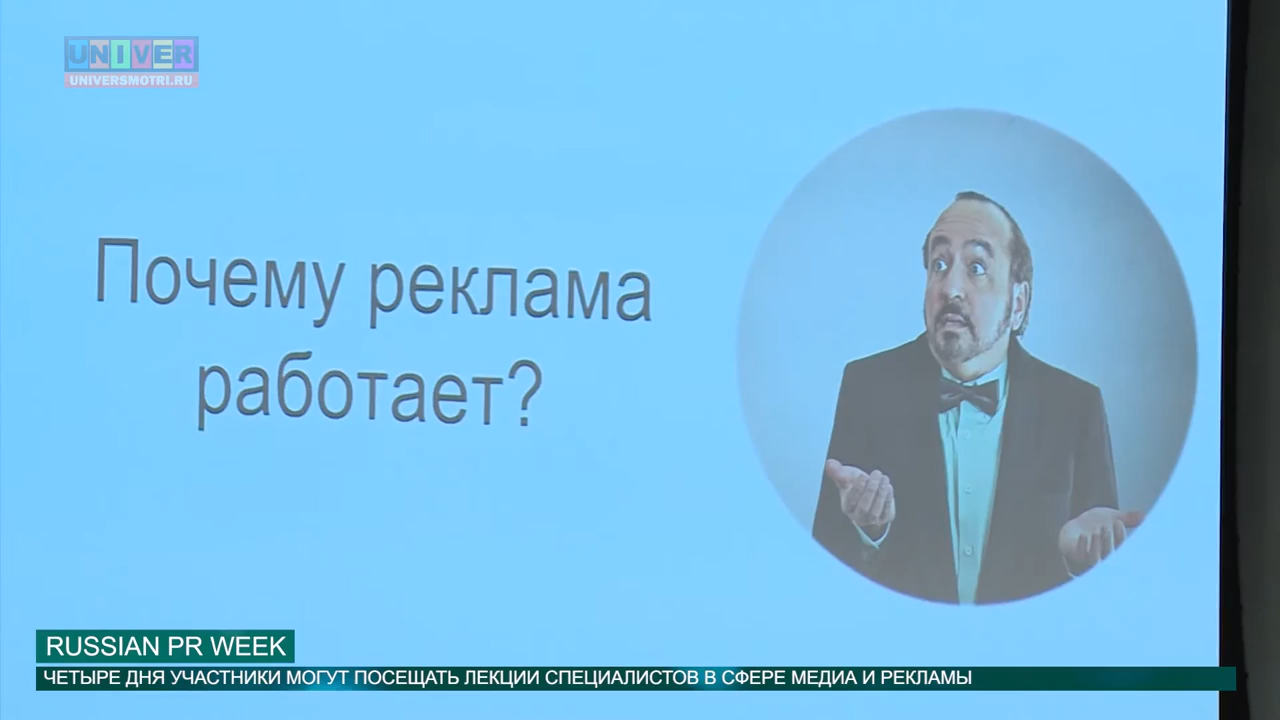 UNIVER
UNIVERSMOTRI.RU
Почему реклама
работает?
RUSSIAN PR WEEK
ЧЕТЫРЕ ДНЯ УЧАСТНИКИ МОГУТ ПОСЕЩАТЬ ЛЕКЦИИ СПЕЦИАЛИСТОВ В СФЕРЕ МЕДИА И РЕКЛАМЫ